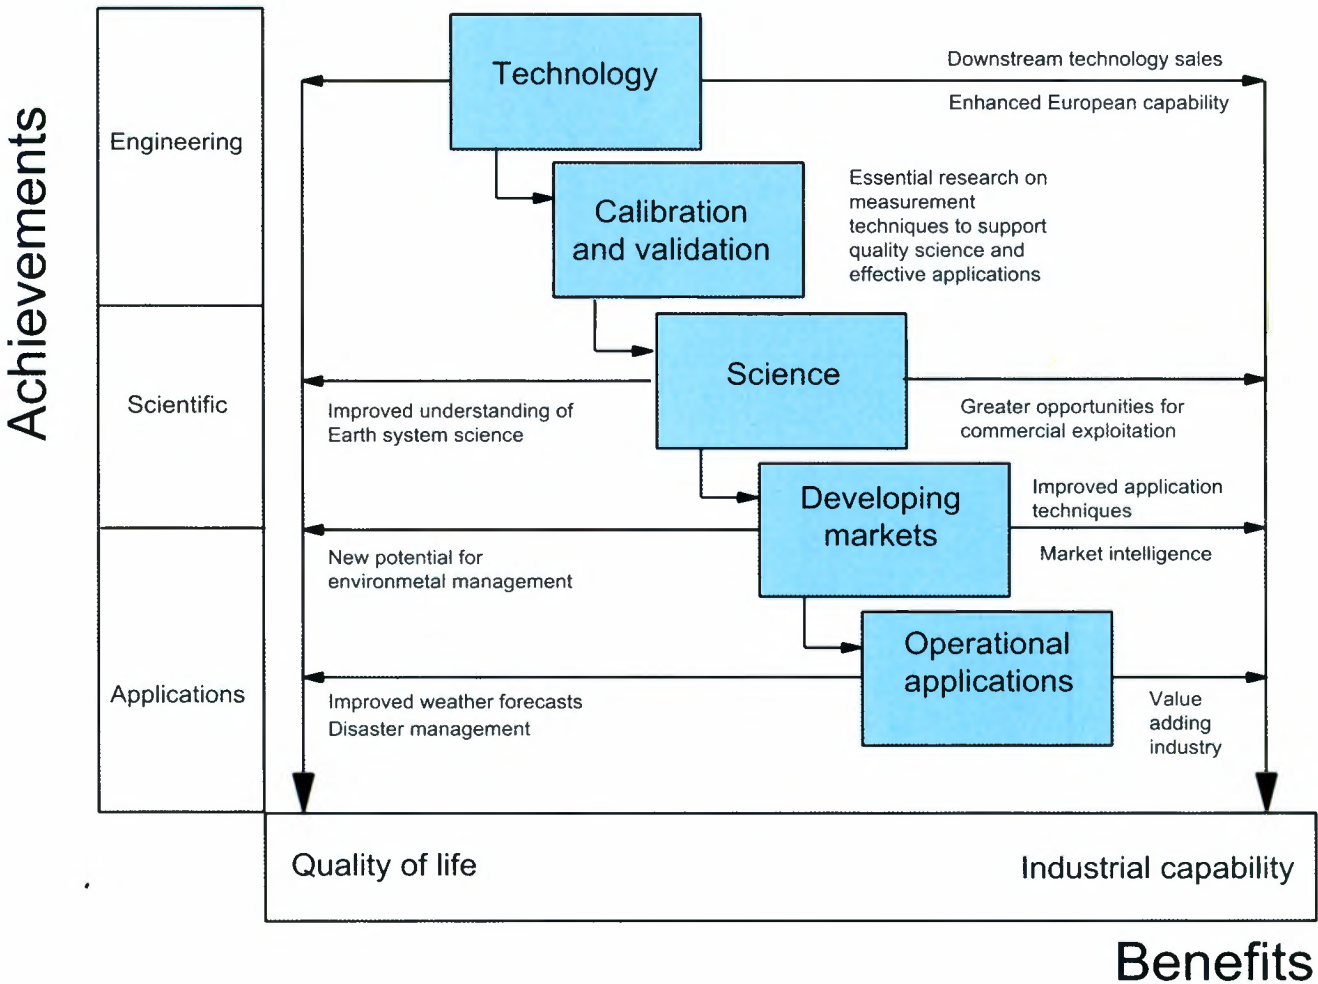 Achievements
Engineering
Scientific
Applications
Technology
Downstream technology sales
Enhanced European capability
Calibration
and validation
Essential research on
measurement
techniques to support
quality science and
effective applications
Science
Improved understanding of
Earth system science
Greater opportunities for
commercial exploitation
Developing
markets
Improved application
techniques
Market intelligence
New potential for
environmetal management
Operational
applications
Improved weather forecasts
Disaster management
Value
adding
industry
Quality of life
Industrial capability
Benefits